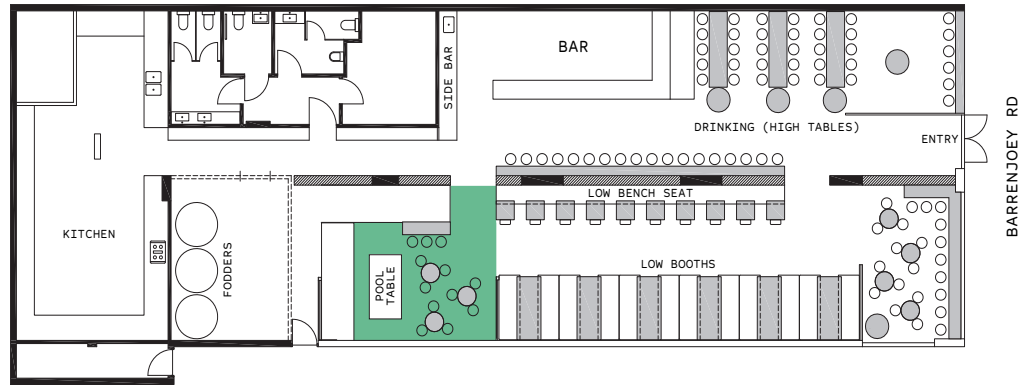 BAR
SIDE BAR
DRINKING (HIGH TABLES)
ENTRY
BARRENJOEY RD
LOW BENCH SEAT
KITCHEN
FODDERS
POOL
TABLE
LOW BOOTHS